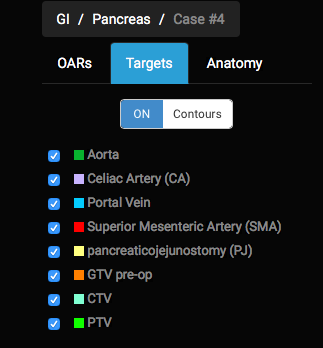 GI / Pancreas / Case #4
OARs Targets Anatomy
ON Contours
Aorta
Celiac Artery (CA)
Portal Vein
Superior Mesenteric Artery (SMA)
pancreaticojejunostomy (PJ)
GTV pre-op
CTV
PTV